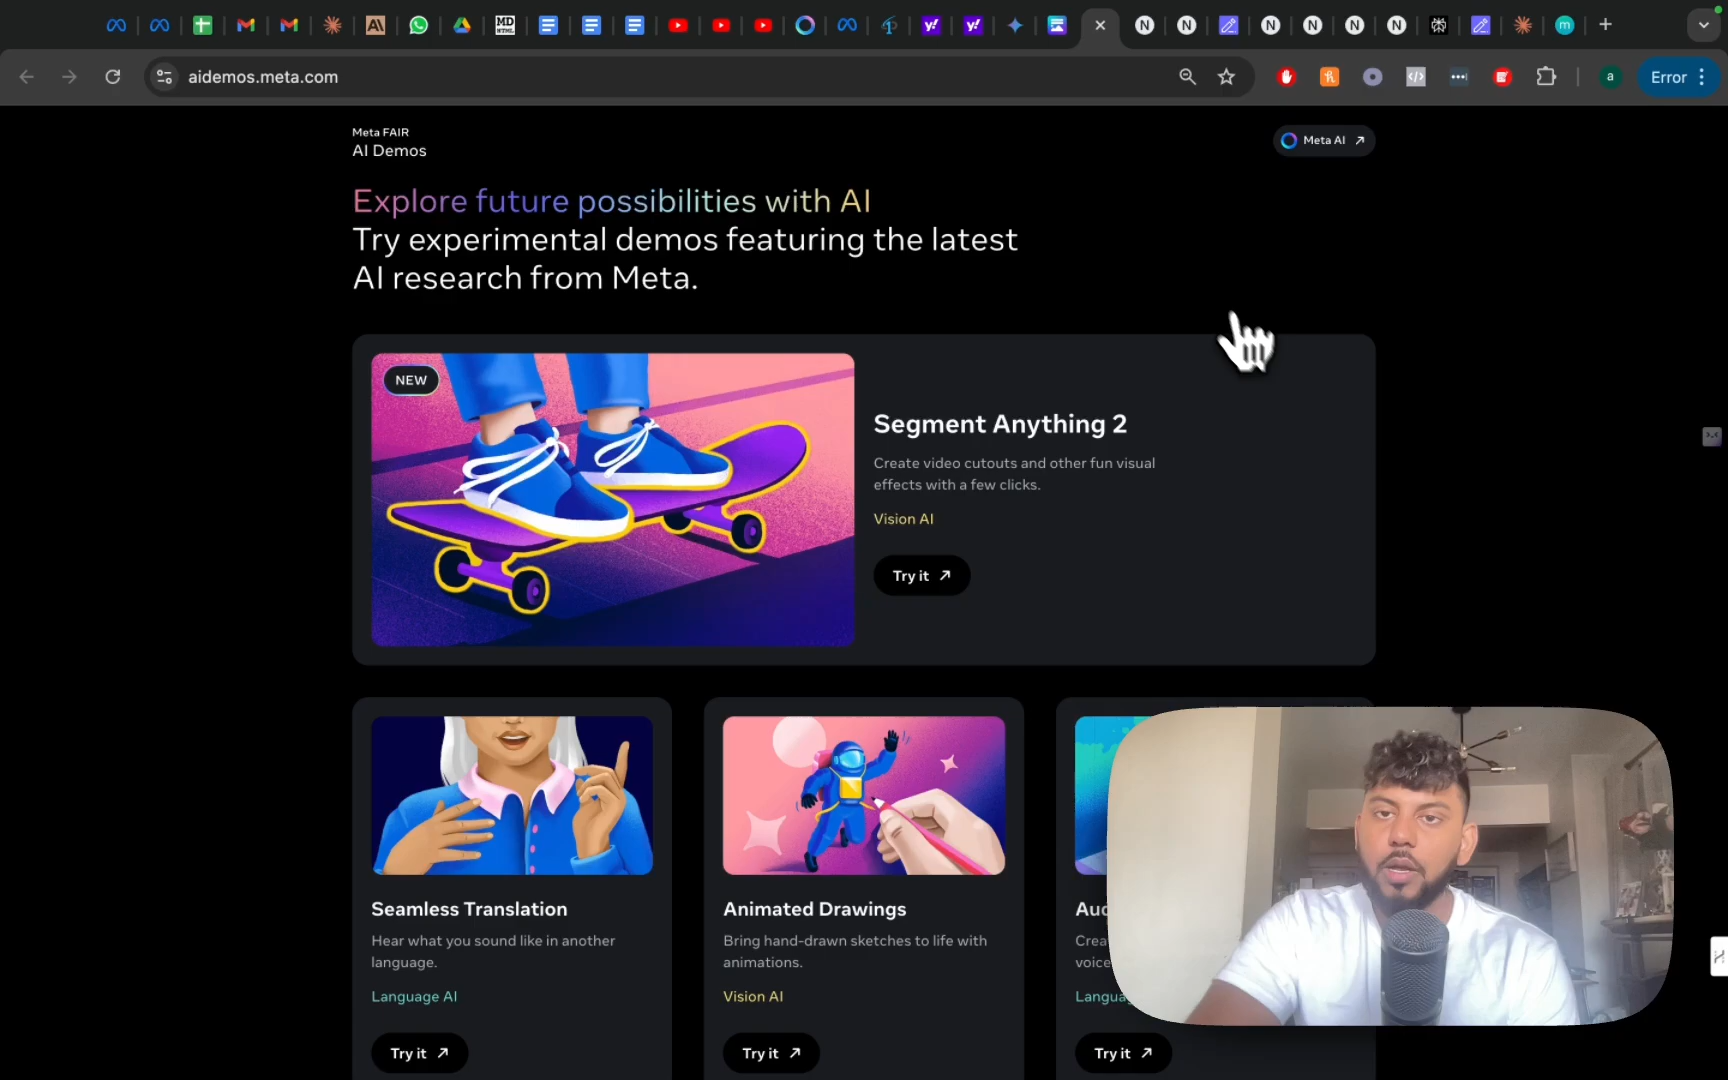 MD
HTML
aidemos.meta.com
a
Error
Meta FAIR
AI Demos
Meta AI
Explore future possibilities with AI
Try experimental demos featuring the latest
AI research from Meta.
NEW
Segment Anything 2
Create video cutouts and other fun visual
effects with a few clicks.
Vision AI
Try it
Seamless Translation
Hear what you sound like in another
language.
Language AI
Try it
Animated Drawings
Bring hand-drawn sketches to life with
animations.
Vision AI
Try it
voice
Try it